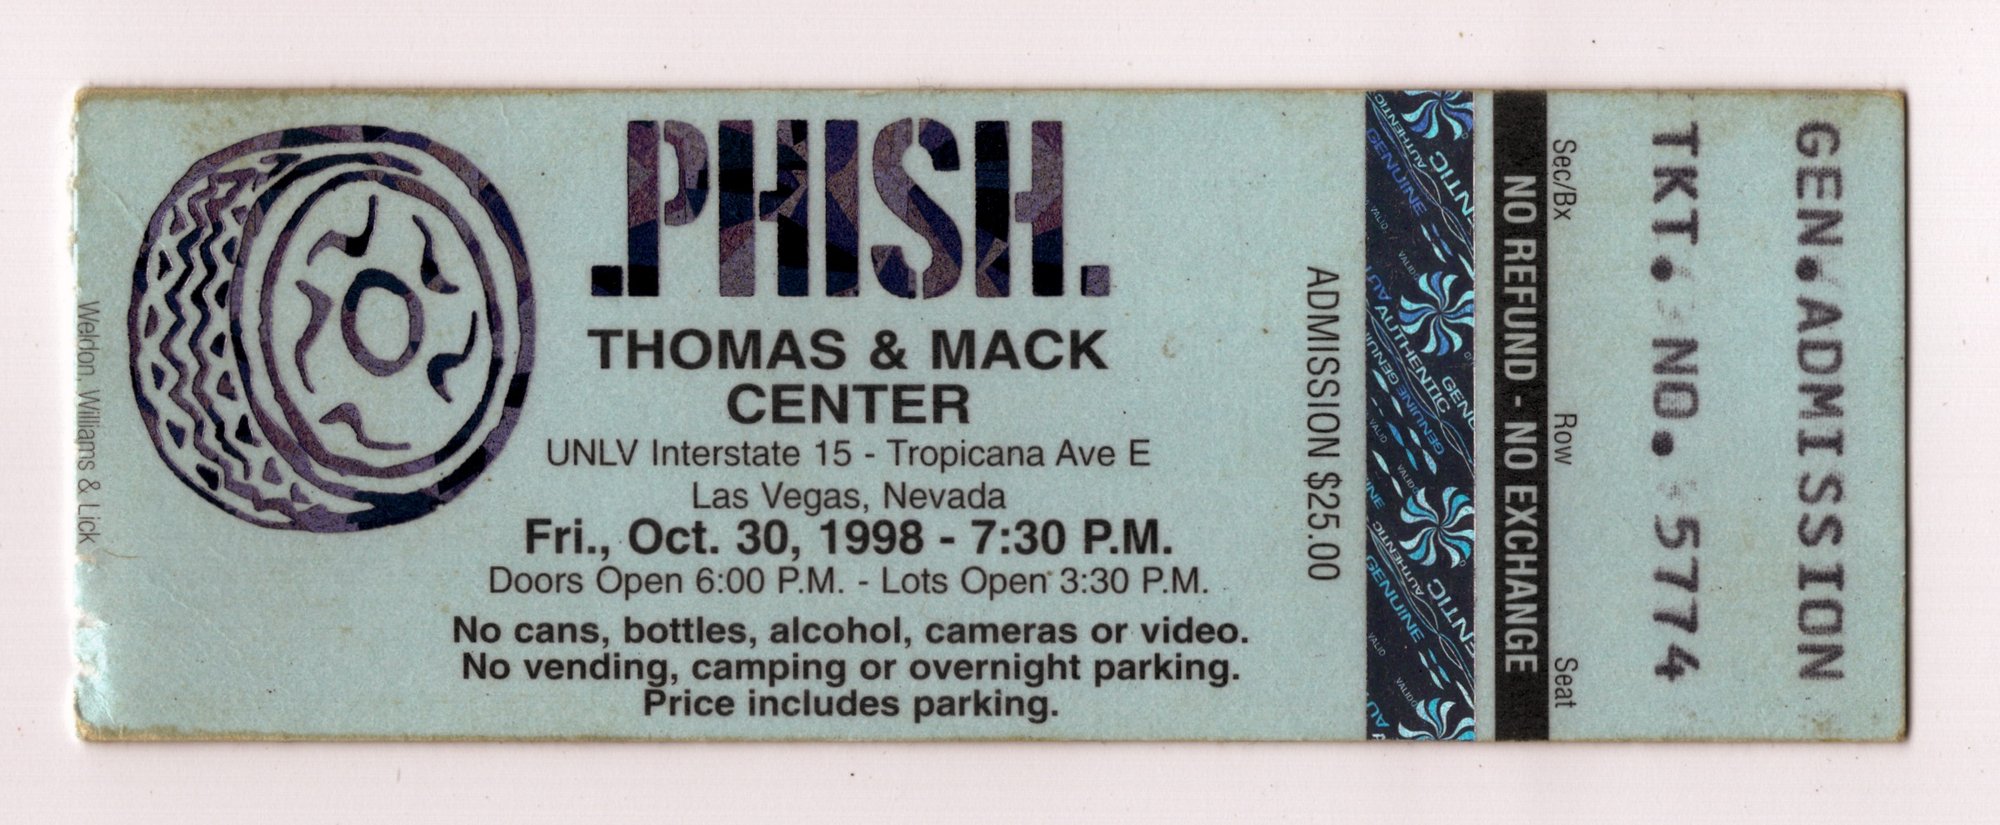 PHISH.
THOMAS & MACK
CENTER
UNLV Interstate 15 - Tropicana Ave E
Las Vegas, Nevada
Fri., Oct. 30, 1998 - 7:30 P.M.
Doors Open 6:00 P.M. - Lots Open 3:30 P.M.
No cans, bottles, alcohol, cameras or video.
No vending, camping or overnight parking.
Price includes parking.
Weldon, Williams & Lick
ADMISSION $25.00
GENUINE
AUTHENTIC
VALID
NO REFUND - NO EXCHANGE
Sec/Bx Row Seat
TKT. NO. 5774
GEN. ADMISSION